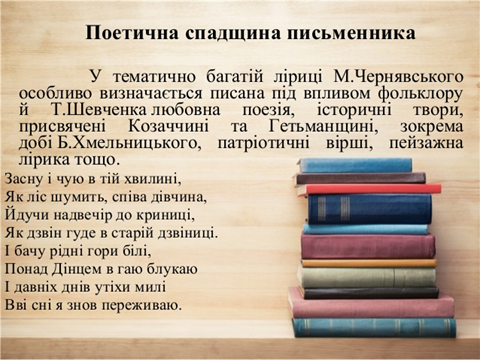 Поетична спадщина письменника
У тематично багатій ліриці М.Чернявського
особливо визначається писана під впливом фольклору
й Т.Шевченка любовна поезія, історичні твори,
присвячені Козаччині та Гетьманщині, зокрема
добі Б.Хмельницького, патріотичні вірші, пейзажна
лірика тощо.
Засну і чую в тій хвилині,
Як ліс шумить, співа дівчина,
Йдучи надвечір до криниці,
Як дзвін гуде в старій дзвіниці.
І бачу рідні гори білі,
Понад Дінцем в гаю блукаю
І давніх днів утіхи милі
Вві сні я знов переживаю.